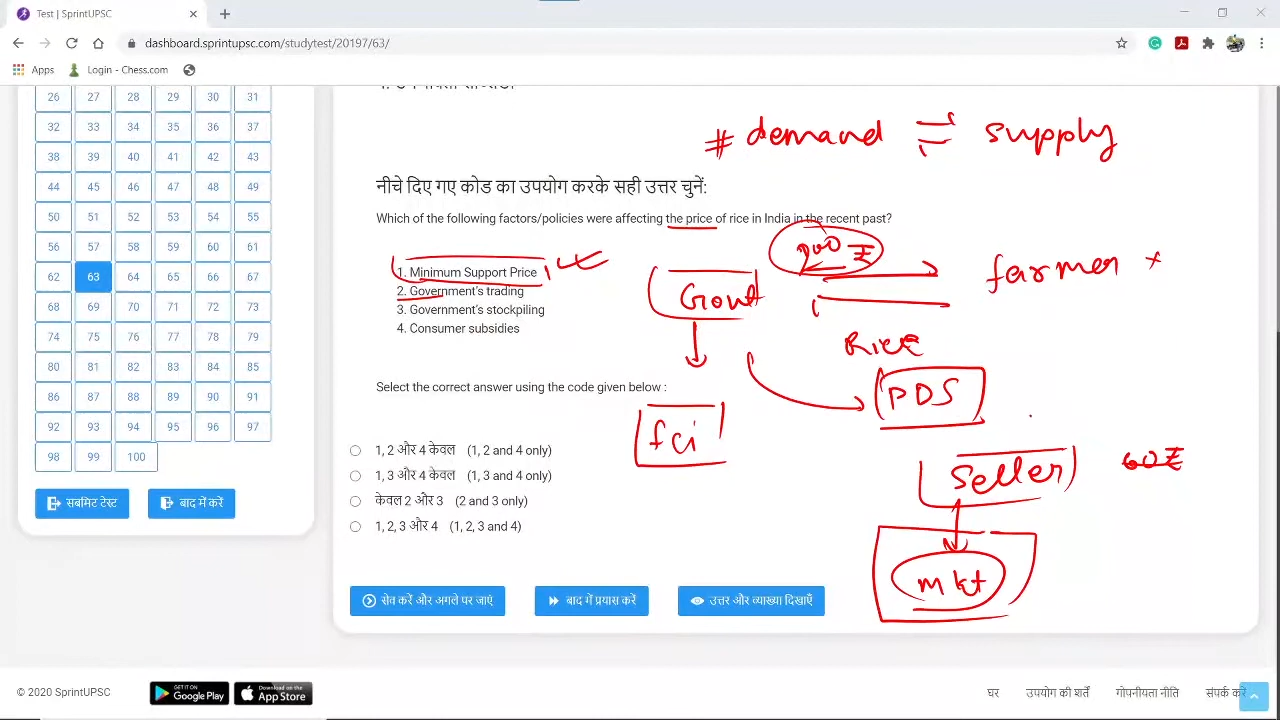 Test | SprintUPSC
dashboard.sprintupsc.com/studytest/20197/63/
Apps Login - Chess.com
26 27 28 29 30 31
32 33 34 35 36 37
38 39 40 41 42 43
44 45 46 47 48 49
50 51 52 53 54 55
56 57 58 59 60 61
62 63 64 65 66 67
68 69 70 71 72 73
74 75 76 77 78 79
80 81 82 83 84 85
86 87 88 89 90 91
92 93 94 95 96 97
98 99 100
सबमिट टेस्ट बाद में करें
# demand ⇌ supply
नीचे दिए गए कोड का उपयोग करके सही उत्तर चुनें:
Which of the following factors/policies were affecting the price of rice in India in the recent past?
1. Minimum Support Price
2. Government's trading
3. Government's stockpiling
4. Consumer subsidies
Govt
₹
farmer
Rice
PDS
fci
Seller
60₹
mkt
Select the correct answer using the code given below :
1, 2 और 4 केवल (1, 2 and 4 only)
1, 3 और 4 केवल (1, 3 and 4 only)
केवल 2 और 3 (2 and 3 only)
1, 2, 3 और 4 (1, 2, 3 and 4)
सेव करें और अगले पर जाएं बाद में प्रयास करें उत्तर और व्याख्या दिखाएँ
© 2020 SprintUPSC
GET IT ON Google Play
Download on the App Store
घर उपयोग की शर्तें गोपनीयता नीति संपर्क करें